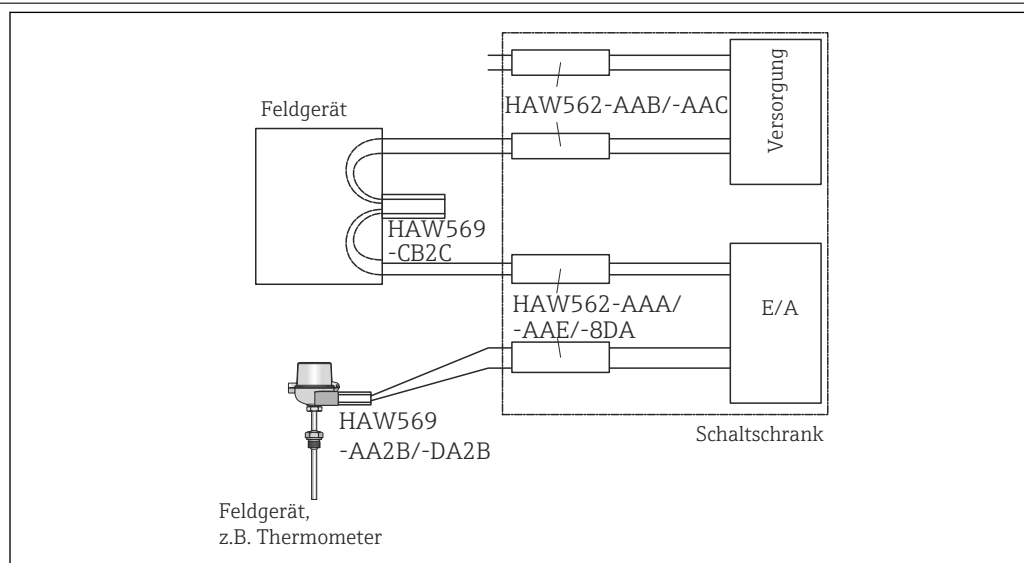 Versorgung
HAW562-AAB/-AAC
Feldgerät
HAW569
-CB2C
HAW562-AAA/
-AAE/-8DA
E/A
HAW569
-AA2B/-DA2B
Schaltschrank
Feldgerät,
z.B. Thermometer